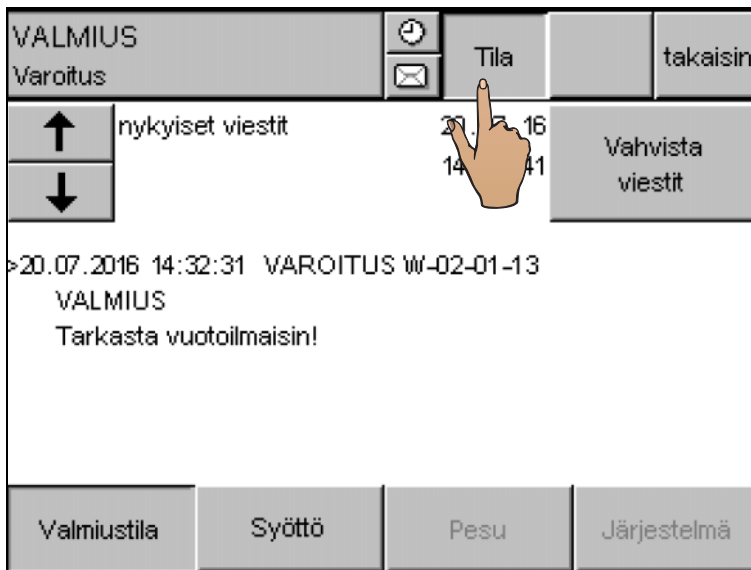 VALMIUS
Varoitus
Tila
takaisin
nykyiset viestit
16
14 41
Vahvista
viestit
>20.07.2016 14:32:31 VAROITUS W-02-01-13
VALMIUS
Tarkasta vuotoilmaisin!
Valmiustila
Syöttö
Pesu
Järjestelmä